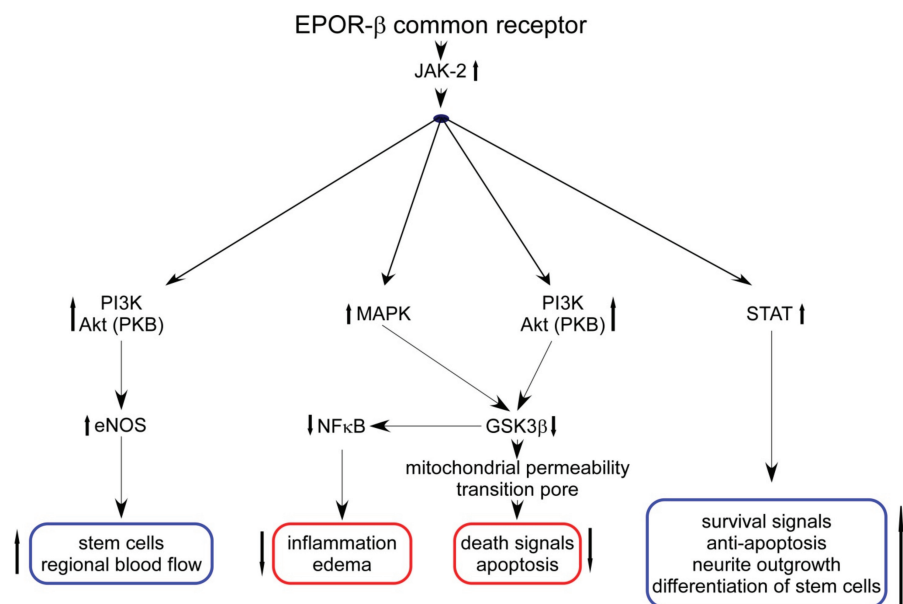 EPOR-β common receptor
JAK-2
PI3K
Akt (PKB)
MAPK
PI3K
Akt (PKB)
STAT
eNOS
NFκB
GSK3β
mitochondrial permeability
transition pore
stem cells
regional blood flow
inflammation
edema
death signals
apoptosis
survival signals
anti-apoptosis
neurite outgrowth
differentiation of stem cells